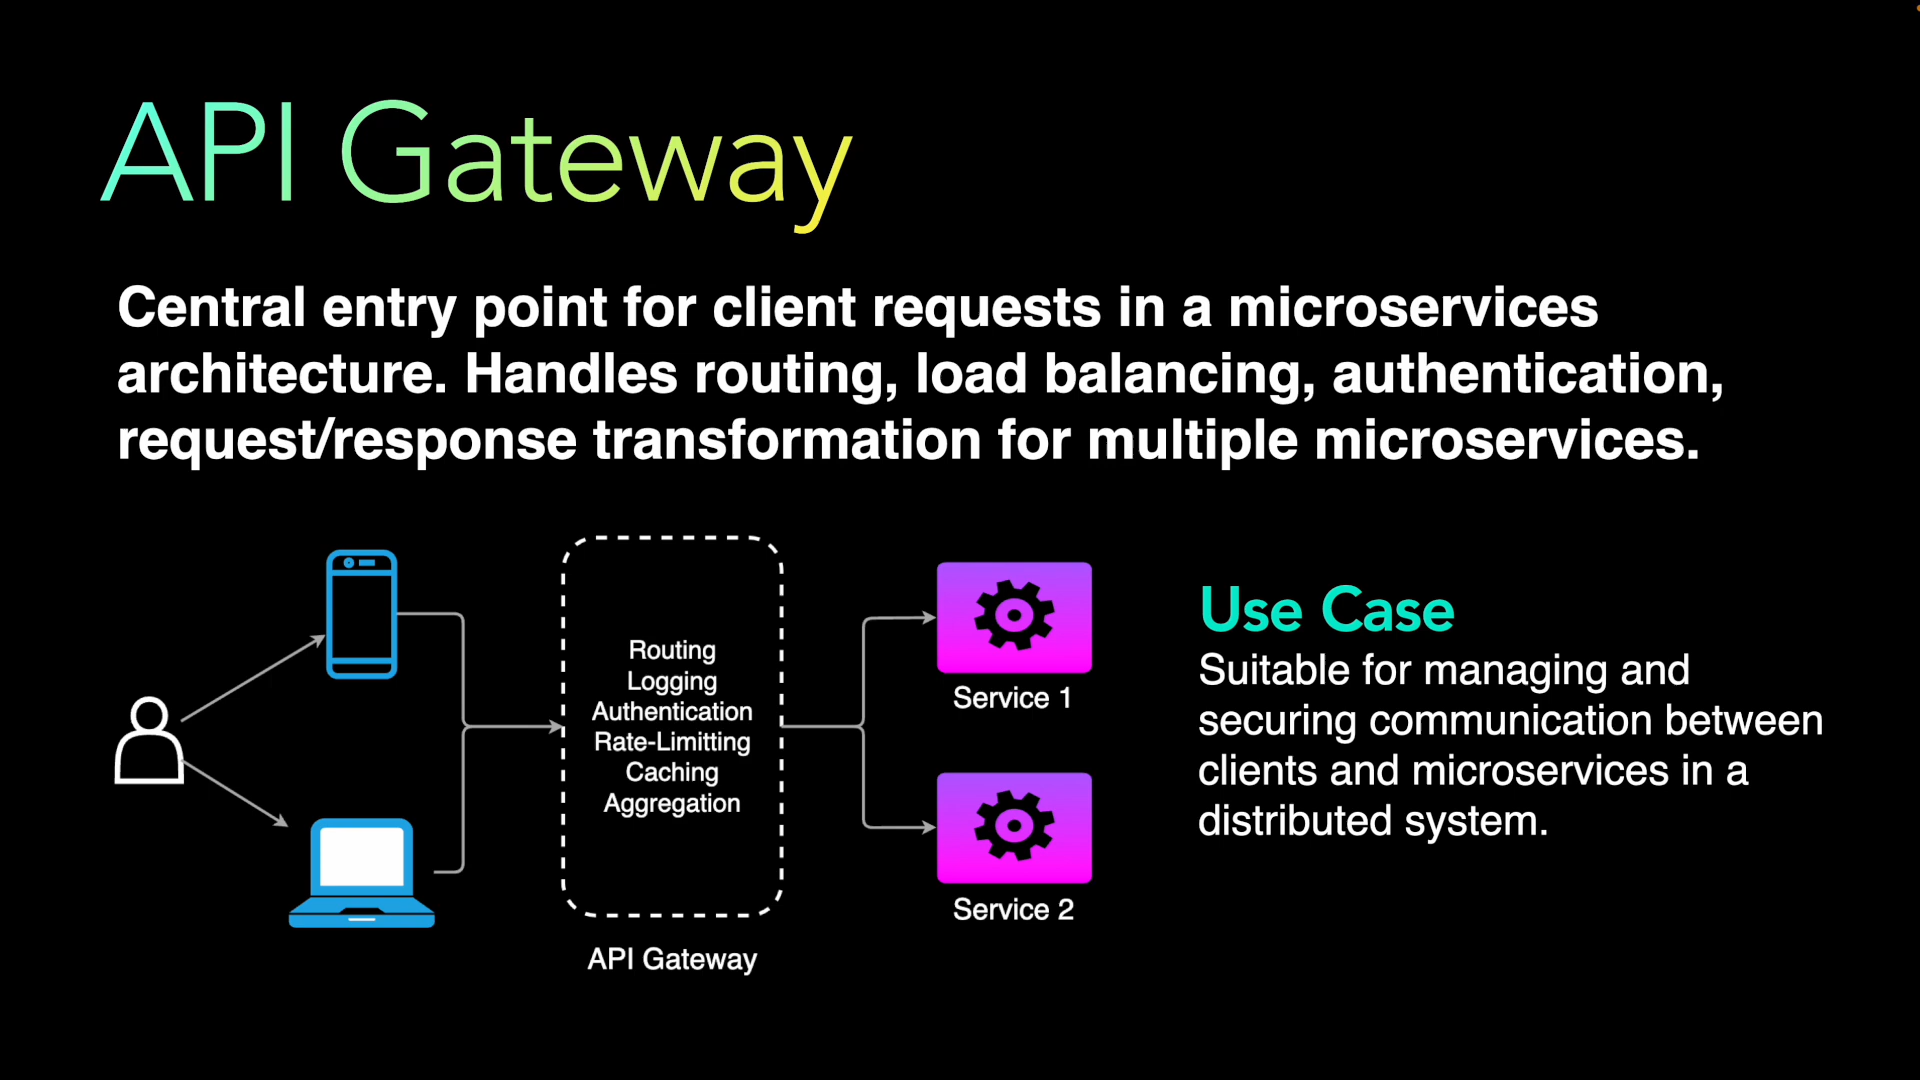 API Gateway
Central entry point for client requests in a microservices
architecture. Handles routing, load balancing, authentication,
request/response transformation for multiple microservices.
Routing
Logging
Authentication
Rate-Limitting
Caching
Aggregation
API Gateway
Service 1
Service 2
Use Case
Suitable for managing and
securing communication between
clients and microservices in a
distributed system.